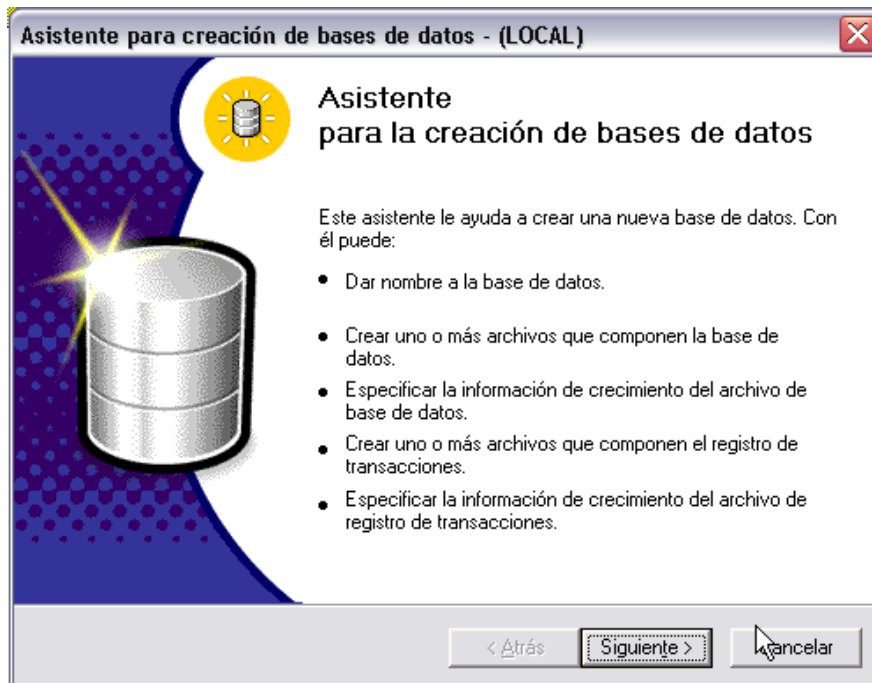 Asistente para creación de bases de datos - (LOCAL)
Asistente
para la creación de bases de datos
Este asistente le ayuda a crear una nueva base de datos. Con
él puede:
• Dar nombre a la base de datos.
• Crear uno o más archivos que componen la base de
datos.
• Especificar la información de crecimiento del archivo de
base de datos.
• Crear uno o más archivos que componen el registro de
transacciones.
• Especificar la información de crecimiento del archivo de
registro de transacciones.
< Atrás Siguiente > Cancelar